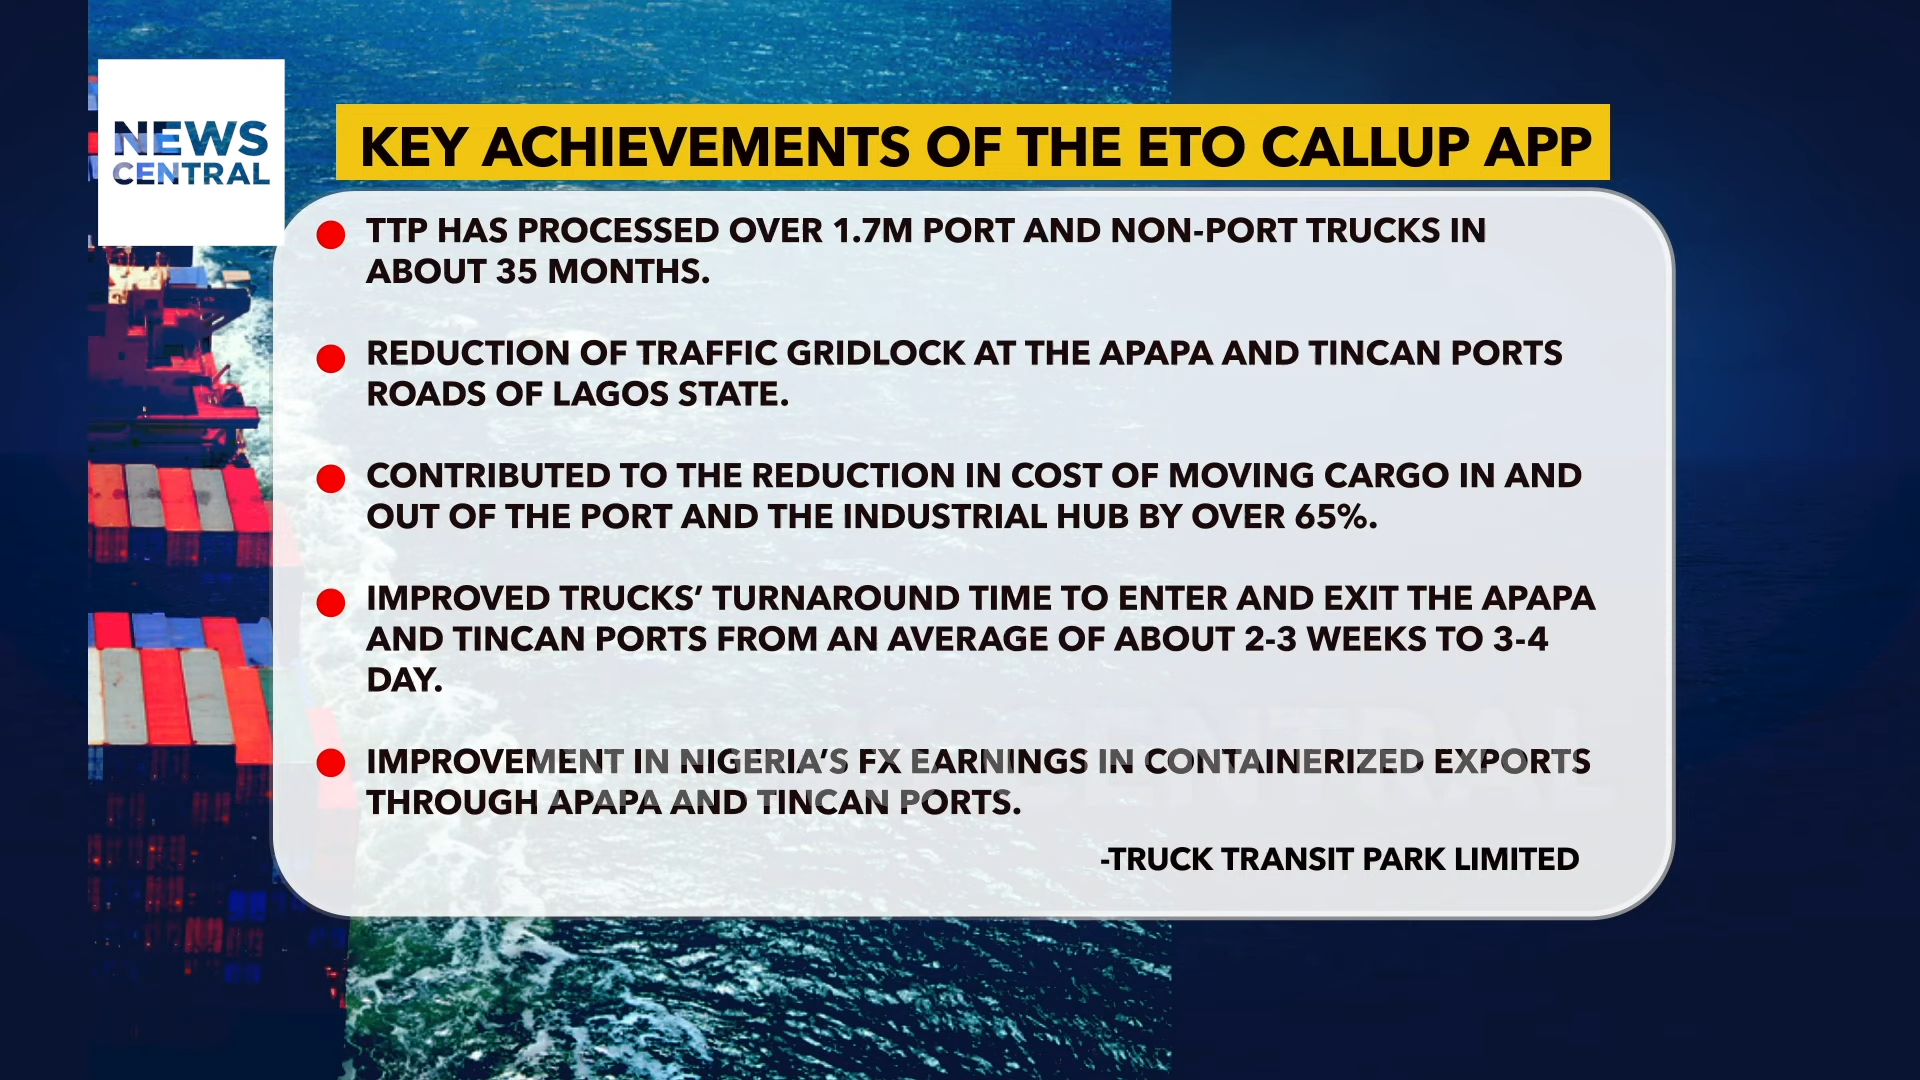 NEWS
CENTRAL
KEY ACHIEVEMENTS OF THE ETO CALLUP APP
TTP HAS PROCESSED OVER 1.7M PORT AND NON-PORT TRUCKS IN
ABOUT 35 MONTHS.
REDUCTION OF TRAFFIC GRIDLOCK AT THE APAPA AND TINCAN PORTS
ROADS OF LAGOS STATE.
CONTRIBUTED TO THE REDUCTION IN COST OF MOVING CARGO IN AND
OUT OF THE PORT AND THE INDUSTRIAL HUB BY OVER 65%.
IMPROVED TRUCKS’ TURNAROUND TIME TO ENTER AND EXIT THE APAPA
AND TINCAN PORTS FROM AN AVERAGE OF ABOUT 2-3 WEEKS TO 3-4
DAY.
IMPROVEMENT IN NIGERIA’S FX EARNINGS IN CONTAINERIZED EXPORTS
THROUGH APAPA AND TINCAN PORTS.
-TRUCK TRANSIT PARK LIMITED